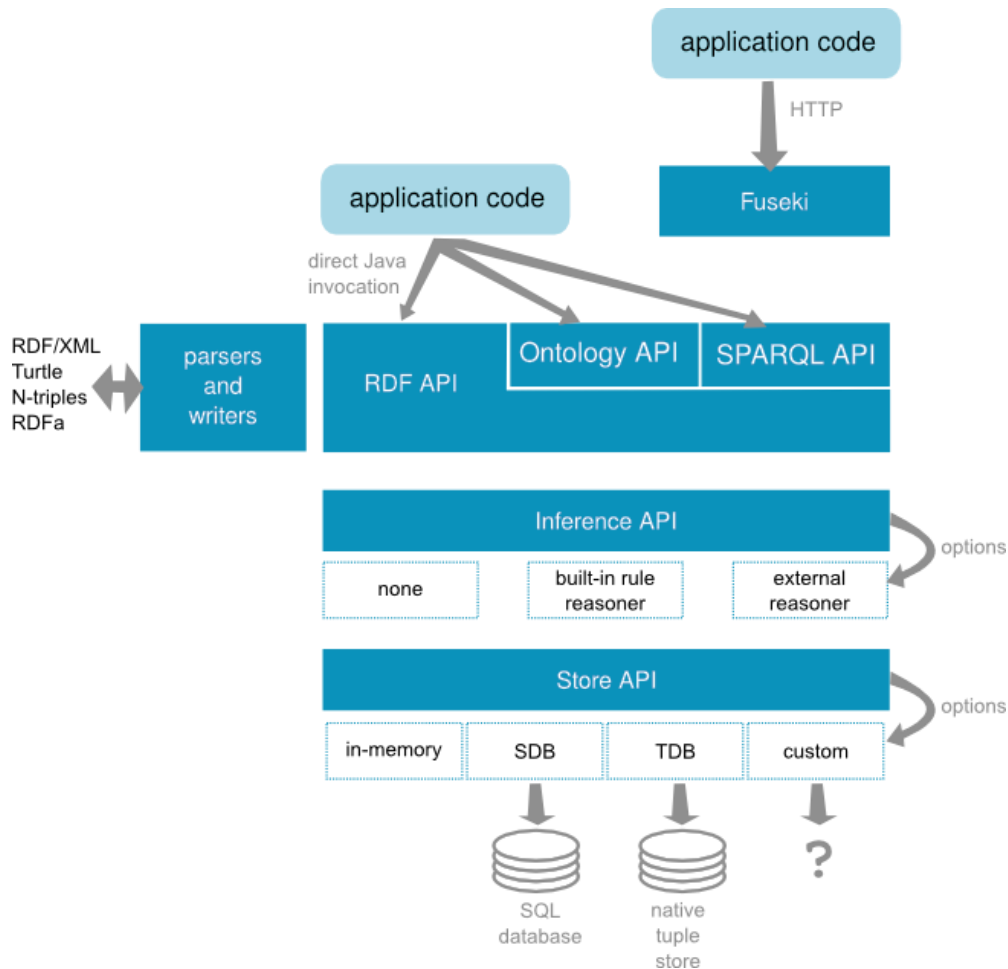 application code
HTTP
Fuseki
application code
direct Java
invocation
RDF/XML
Turtle
N-triples
RDFa
parsers
and
writers
RDF API
Ontology API
SPARQL API
Inference API
options
none
built-in rule
reasoner
external
reasoner
Store API
options
in-memory
SDB
TDB
custom
?
SQL
database
native
tuple
store